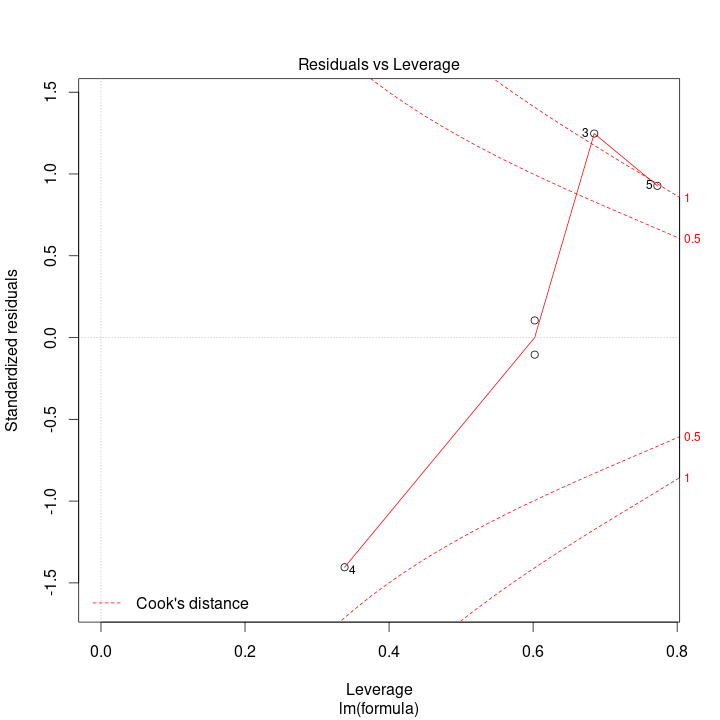 Residuals vs Leverage
1.5
1.0
0.5
0.0
-0.5
-1.0
-1.5
Standardized residuals
3
5
4
1
0.5
0.5
1
Cook's distance
0.0 0.2 0.4 0.6 0.8
Leverage
lm(formula)